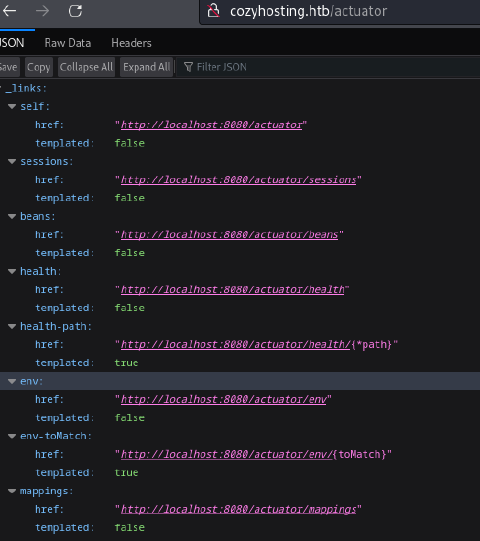 cozyhosting.htb/actuator
JSON Raw Data Headers
Save Copy Collapse All Expand All Filter JSON
_links:
self:
href: "http://localhost:8080/actuator"
templated: false
sessions:
href: "http://localhost:8080/actuator/sessions"
templated: false
beans:
href: "http://localhost:8080/actuator/beans"
templated: false
health:
href: "http://localhost:8080/actuator/health"
templated: false
health-path:
href: "http://localhost:8080/actuator/health/{*path}"
templated: true
env:
href: "http://localhost:8080/actuator/env"
templated: false
env-toMatch:
href: "http://localhost:8080/actuator/env/{toMatch}"
templated: true
mappings:
href: "http://localhost:8080/actuator/mappings"
templated: false